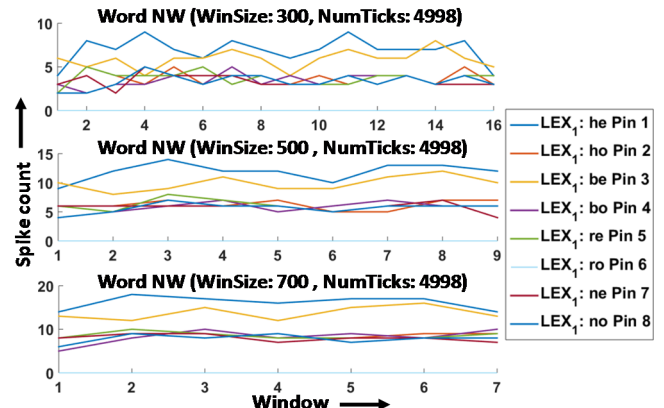 Word NW (WinSize: 300, NumTicks: 4998)
10
5
0
2 4 6 8 10 12 14 16
Word NW (WinSize: 500 , NumTicks: 4998)
15
10
5
0
1 2 3 4 5 6 7 8 9
Word NW (WinSize: 700 , NumTicks: 4998)
20
10
0
1 2 3 4 5 6 7
Spike count
Window
LEX1: he Pin 1
LEX1: ho Pin 2
LEX1: be Pin 3
LEX1: bo Pin 4
LEX1: re Pin 5
LEX1: ro Pin 6
LEX1: ne Pin 7
LEX1: no Pin 8